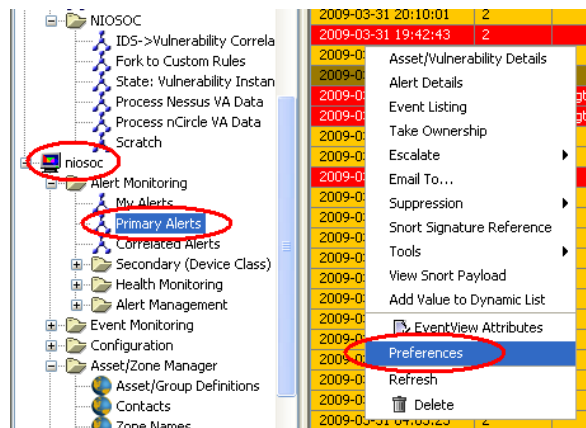 NIOSOC
IDS->Vulnerability Correla
Fork to Custom Rules
State: Vulnerability Instan
Process Nessus VA Data
Process nCircle VA Data
Scratch
niosoc
Alert Monitoring
My Alerts
Primary Alerts
Correlated Alerts
Secondary (Device Class)
Health Monitoring
Alert Management
Event Monitoring
Configuration
Asset/Zone Manager
Asset/Group Definitions
Contacts
Zone Names
2009-03-31 20:10:01 2
2009-03-31 19:42:43 2
Asset/Vulnerability Details
Alert Details
Event Listing
Take Ownership
Escalate
Email To...
Suppression
Snort Signature Reference
Tools
View Snort Payload
Add Value to Dynamic List
EventView Attributes
Preferences
Refresh
Delete